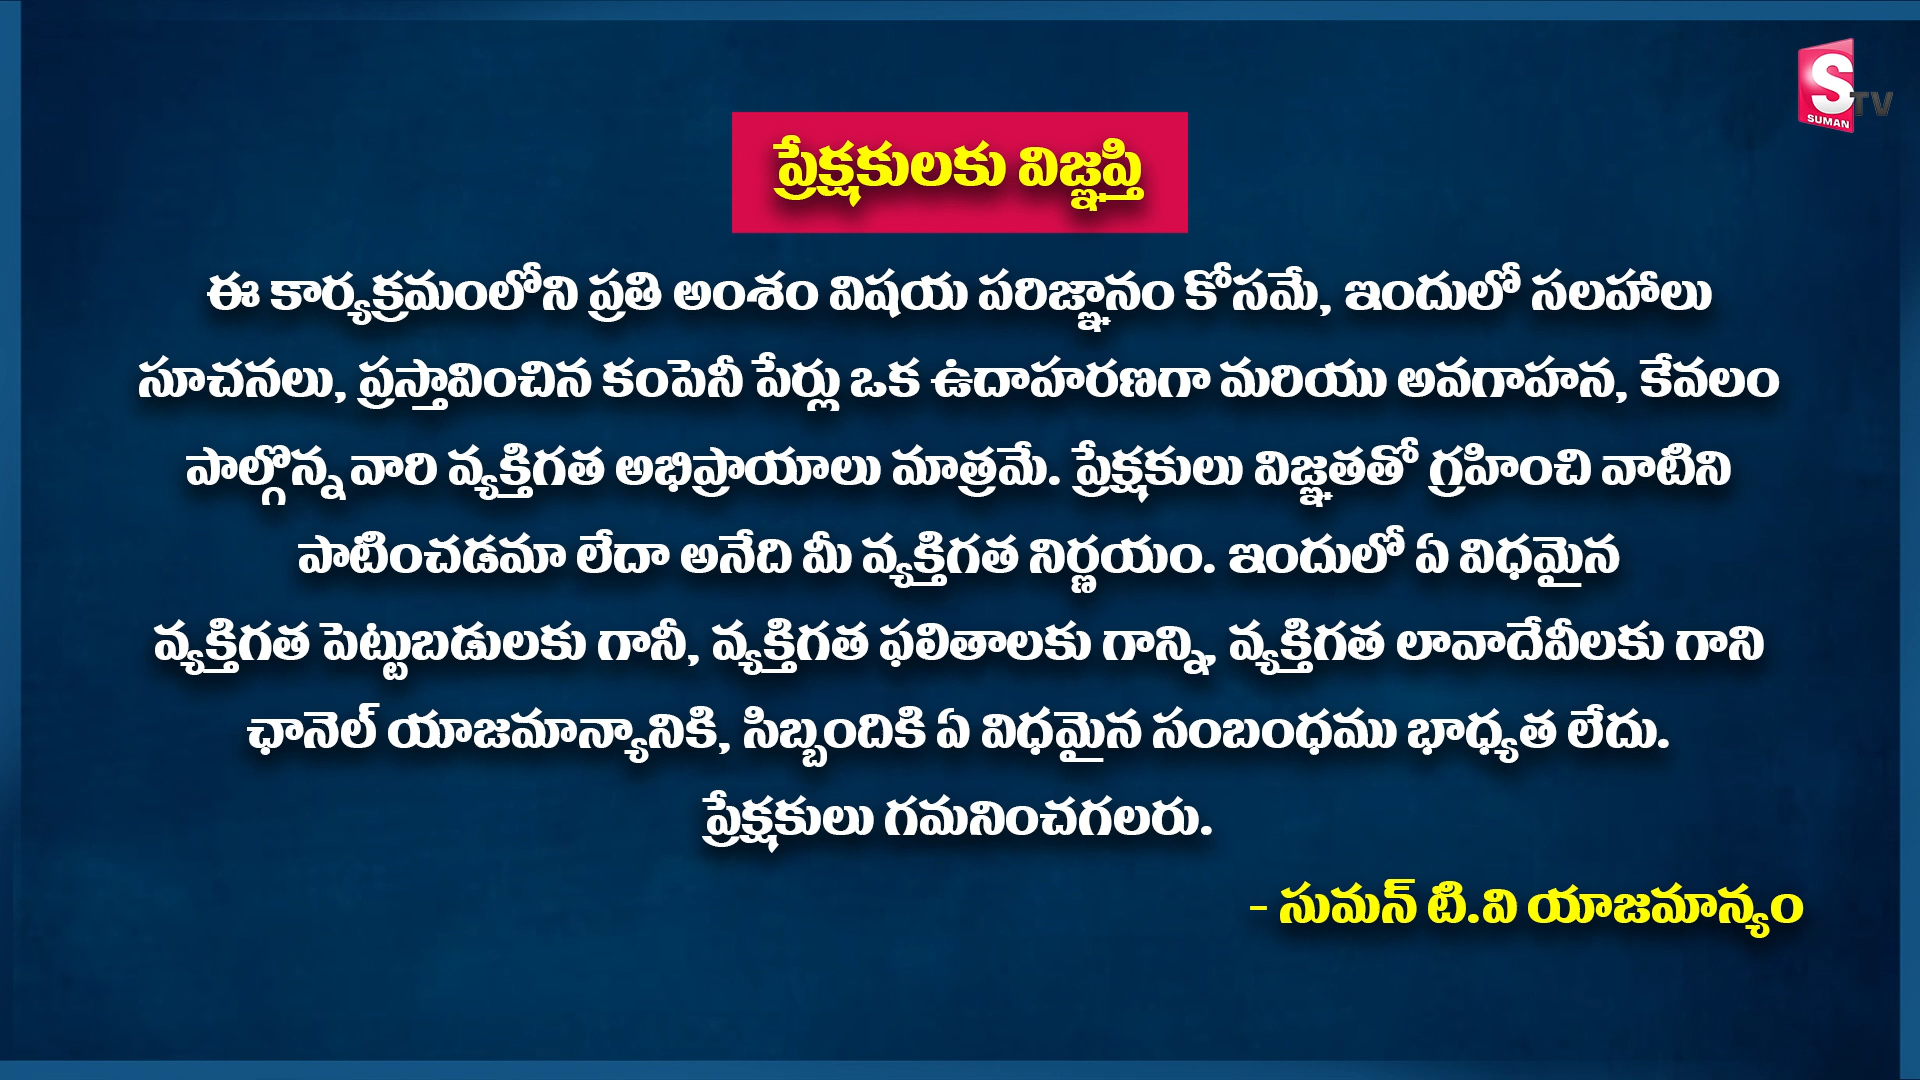 S
SUMAN TV
ప్రేక్షకులకు విజ్ఞప్తి
ఈ కార్యక్రమంలోని ప్రతి అంశం విషయ పరిజ్ఞానం కోసమే, ఇందులో సలహాలు
సూచనలు, ప్రస్తావించిన కంపెనీ పేర్లు ఒక ఉదాహరణగా మరియు అవగాహన, కేవలం
పాల్గొన్న వారి వ్యక్తిగత అభిప్రాయాలు మాత్రమే. ప్రేక్షకులు విజ్ఞతతో గ్రహించి వాటిని
పాటించడమా లేదా అనేది మీ వ్యక్తిగత నిర్ణయం. ఇందులో ఏ విధమైన
వ్యక్తిగత పెట్టుబడులకు గానీ, వ్యక్తిగత ఫలితాలకు గాన్ని, వ్యక్తిగత లావాదేవీలకు గాని
ఛానెల్ యాజమాన్యానికి, సిబ్బందికి ఏ విధమైన సంబంధము భాధ్యత లేదు.
ప్రేక్షకులు గమనించగలరు.
- సుమన్ టి.వి యాజమాన్యం